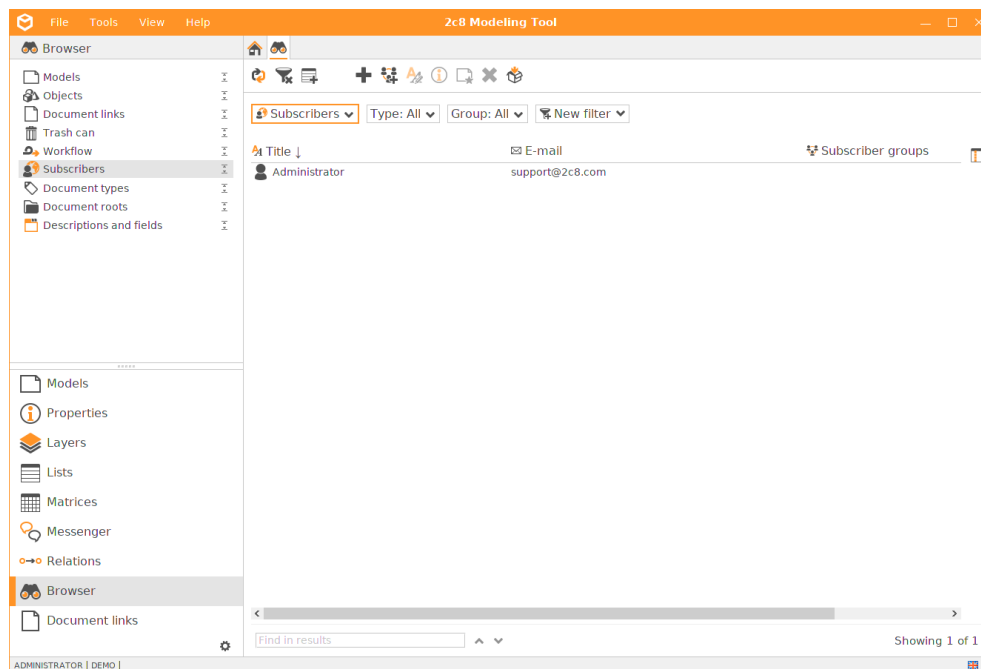 File Tools View Help 2c8 Modeling Tool
Browser
Models
Objects
Document links
Trash can
Workflow
Subscribers
Document types
Document roots
Descriptions and fields
Models
Properties
Layers
Lists
Matrices
Messenger
Relations
Browser
Document links
Subscribers Type: All Group: All New filter
Title ↓ E-mail Subscriber groups
Administrator support@2c8.com
Find in results Showing 1 of 1
ADMINISTRATOR | DEMO |